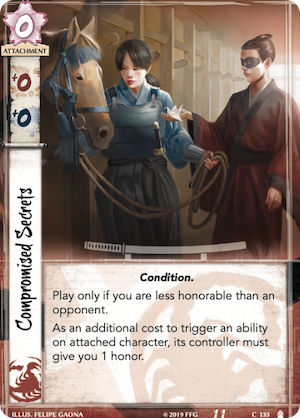 0
ATTACHMENT
+0
+0
Compromised Secrets
Condition.
Play only if you are less honorable than an
opponent.
As an additional cost to trigger an ability
on attached character, its controller must
give you 1 honor.
ILLUS. FELIPE GAONA
© 2019 FFG
11
C 135